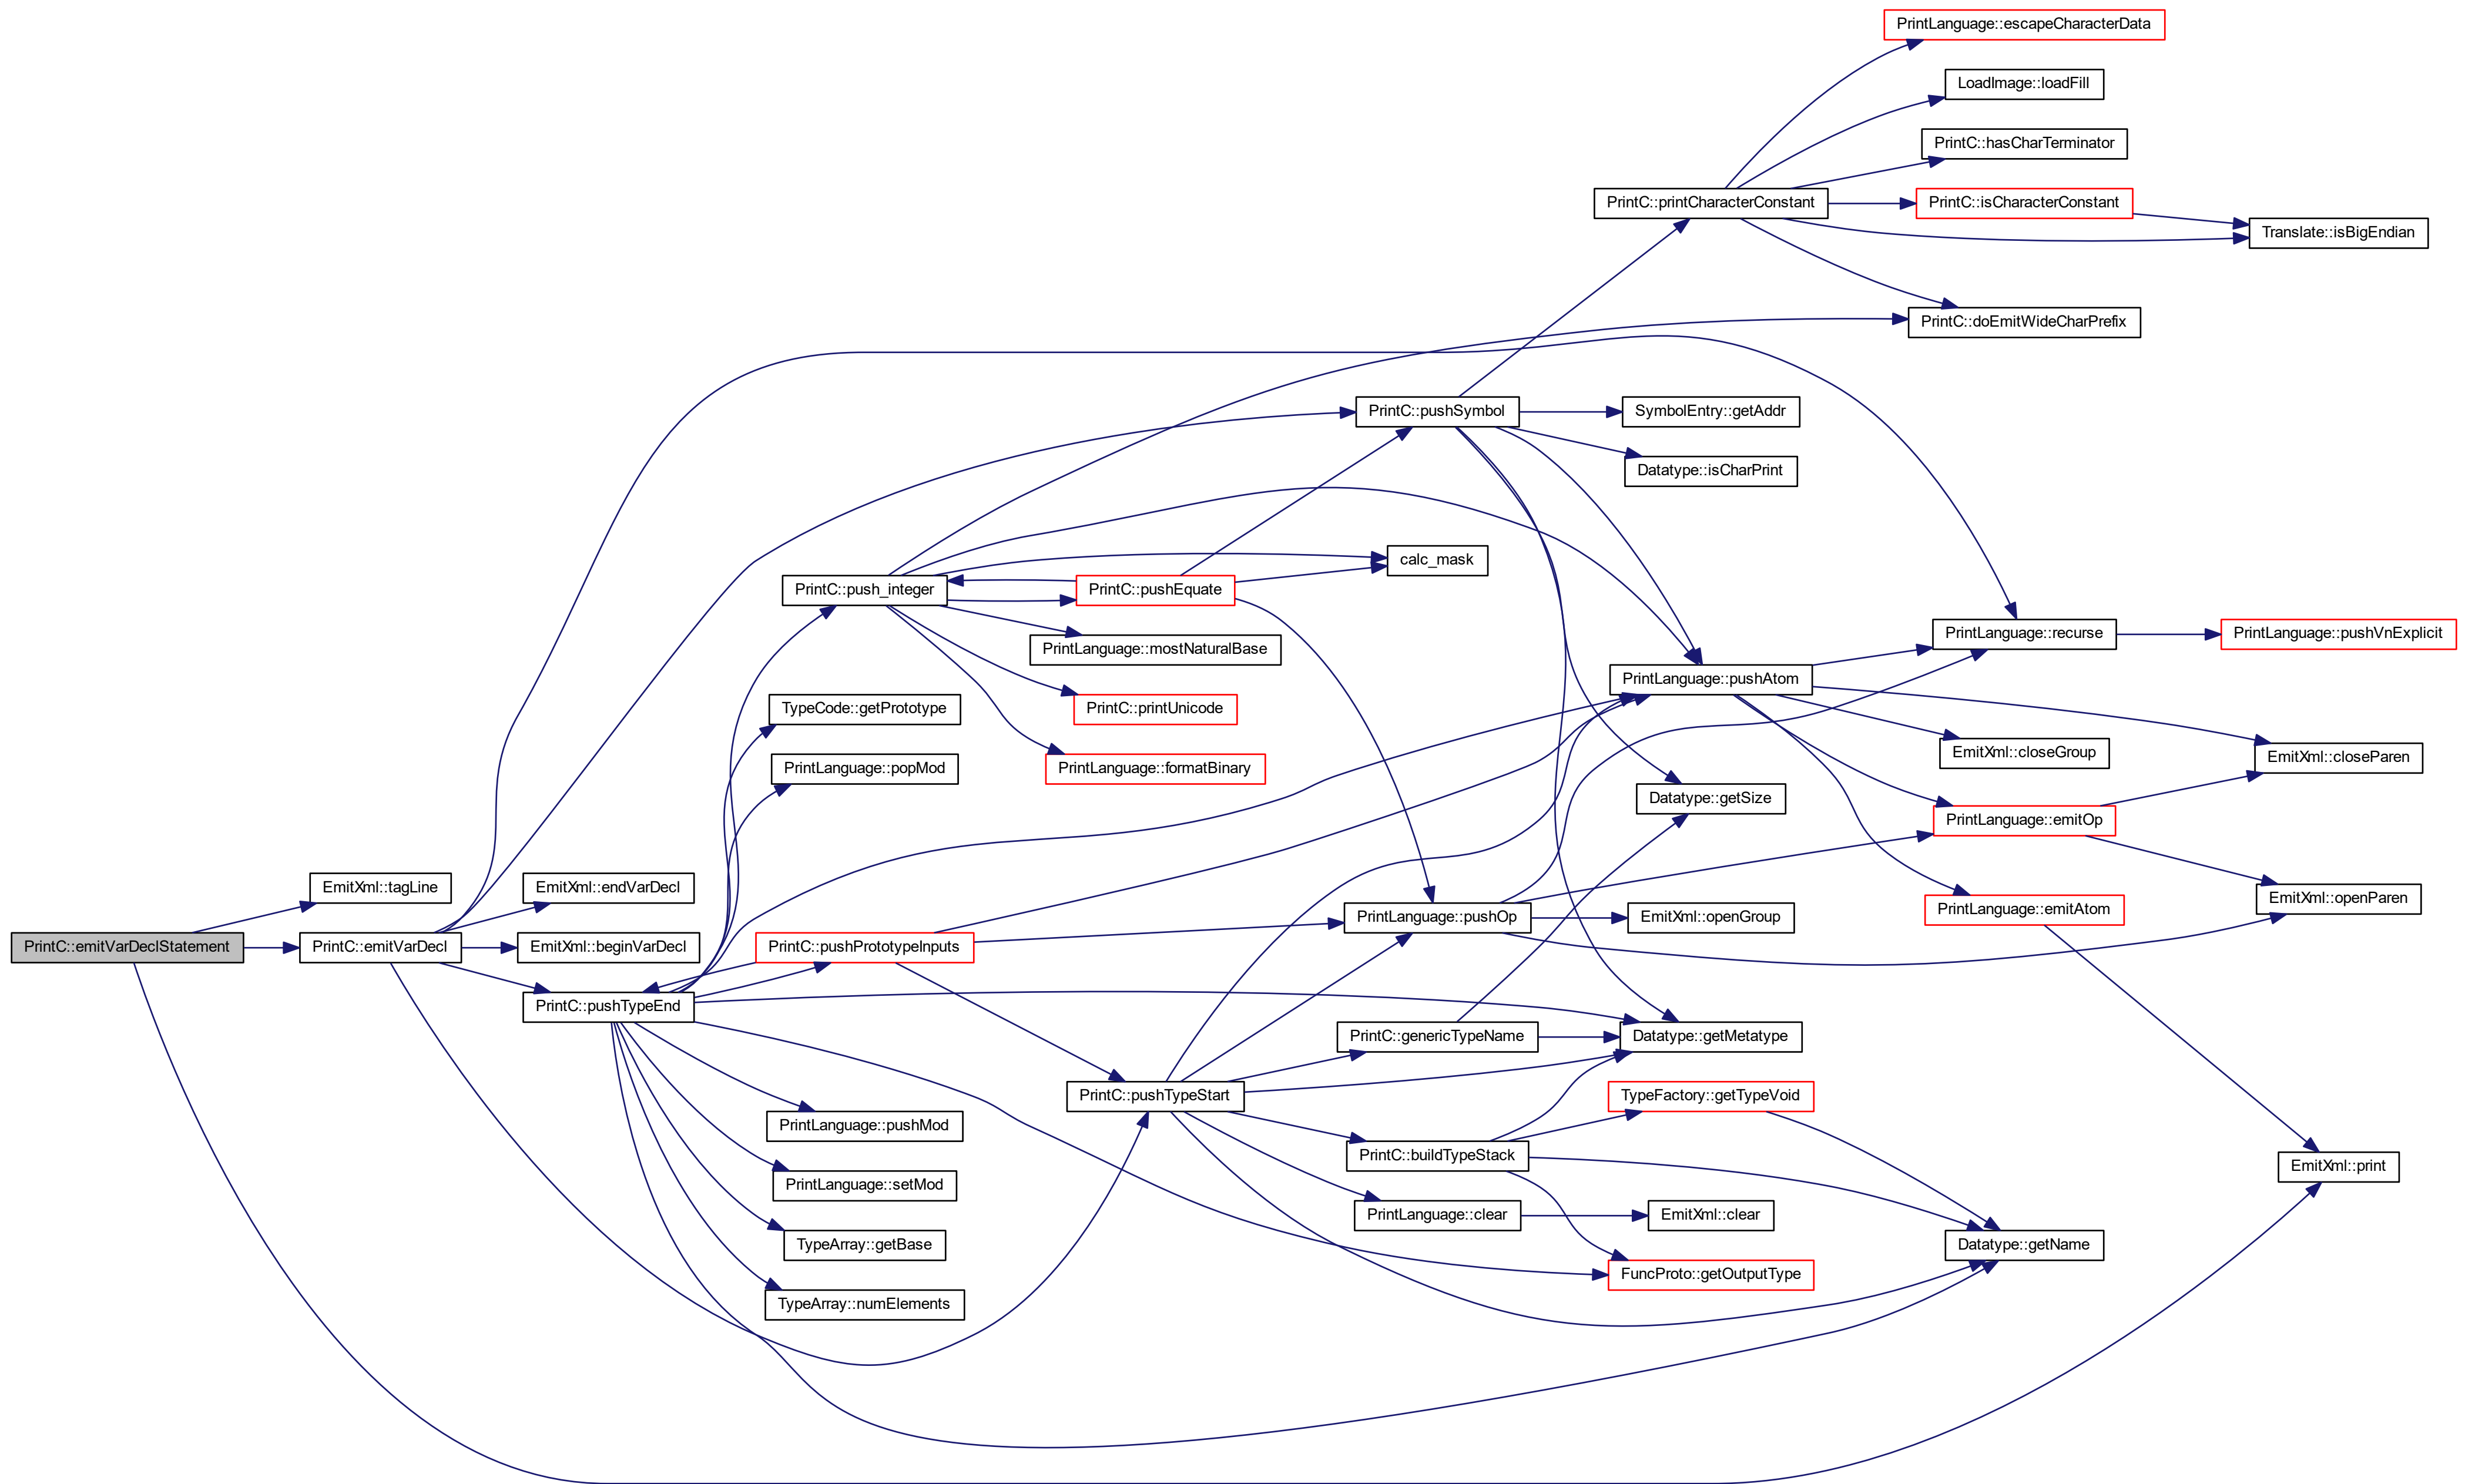 PrintLanguage::escapeCharacterData
LoadImage::loadFill
PrintC::hasCharTerminator
PrintC::printCharacterConstant
PrintC::isCharacterConstant
Translate::isBigEndian
PrintC::doEmitWideCharPrefix
PrintC::pushSymbol
SymbolEntry::getAddr
Datatype::isCharPrint
calc_mask
PrintC::push_integer
PrintC::pushEquate
PrintLanguage::recurse
PrintLanguage::pushVnExplicit
PrintLanguage::mostNaturalBase
PrintLanguage::pushAtom
TypeCode::getPrototype
PrintC::printUnicode
EmitXml::closeGroup
EmitXml::closeParen
PrintLanguage::popMod
PrintLanguage::formatBinary
Datatype::getSize
PrintLanguage::emitOp
EmitXml::tagLine
EmitXml::endVarDecl
EmitXml::openParen
PrintLanguage::pushOp
EmitXml::openGroup
PrintLanguage::emitAtom
PrintC::emitVarDeclStatement
PrintC::emitVarDecl
EmitXml::beginVarDecl
PrintC::pushPrototypeInputs
PrintC::pushTypeEnd
PrintC::genericTypeName
Datatype::getMetatype
PrintC::pushTypeStart
TypeFactory::getTypeVoid
PrintLanguage::pushMod
PrintC::buildTypeStack
EmitXml::print
PrintLanguage::setMod
PrintLanguage::clear
EmitXml::clear
TypeArray::getBase
Datatype::getName
FuncProto::getOutputType
TypeArray::numElements